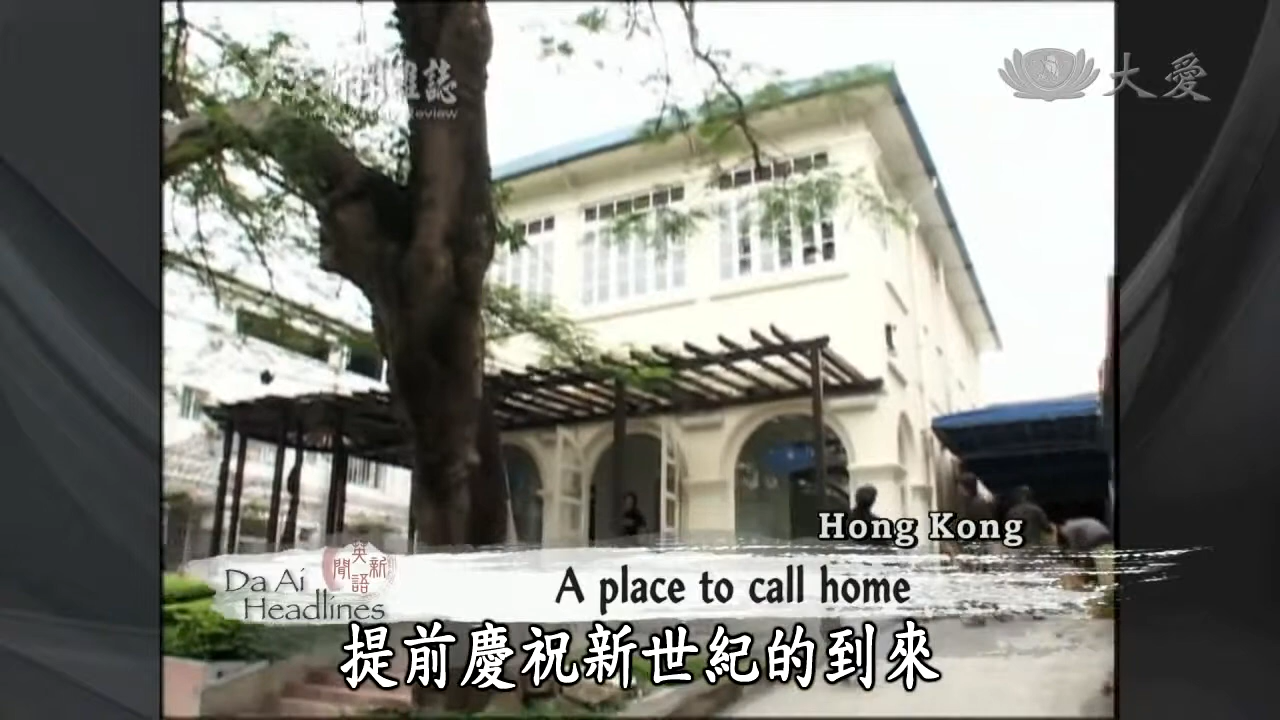 大愛
Hong Kong
Da Ai
Headlines
英語新聞
A place to call home
提前慶祝新世紀的到來